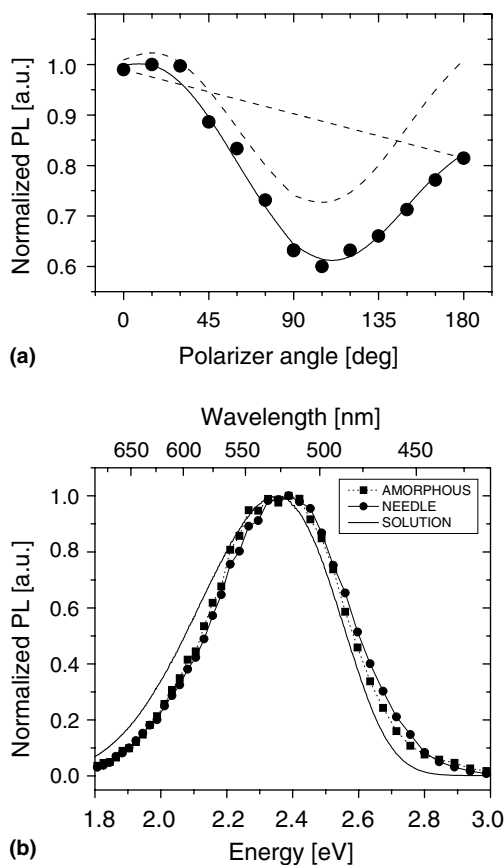 Normalized PL [a.u.]
1.0
0.9
0.8
0.7
0.6
0 45 90 135 180
Polarizer angle [deg]
(a)
Wavelength [nm]
650 600 550 500 450
AMORPHOUS
NEEDLE
SOLUTION
Normalized PL [a.u.]
1.0
0.8
0.6
0.4
0.2
0.0
1.8 2.0 2.2 2.4 2.6 2.8 3.0
Energy [eV]
(b)